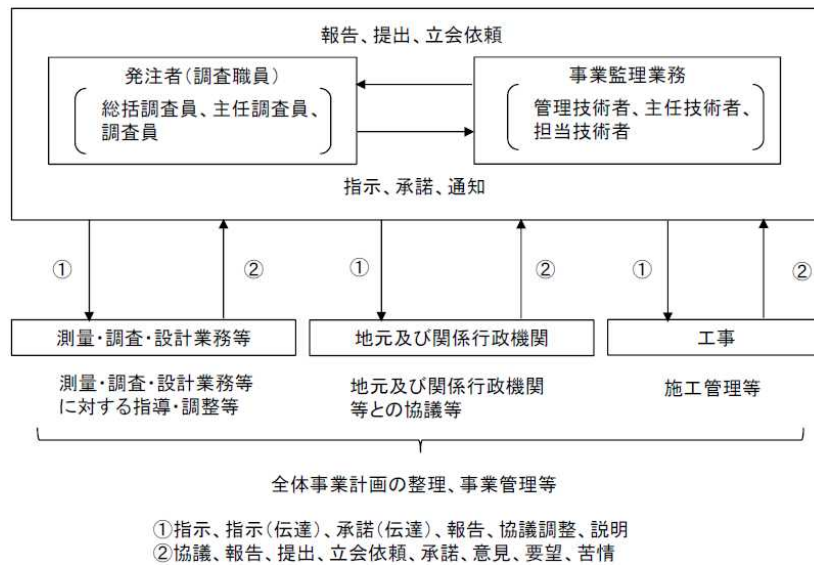 報告、提出、立会依頼
発注者(調査職員)
総括調査員、主任調査員、
調査員
事業監理業務
管理技術者、主任技術者、
担当技術者
指示、承諾、通知
①
②
①
②
①
②
測量・調査・設計業務等
地元及び関係行政機関
工事
測量・調査・設計業務等
に対する指導・調整等
地元及び関係行政機関
等との協議等
施工管理等
全体事業計画の整理、事業管理等
①指示、指示(伝達)、承諾(伝達)、報告、協議調整、説明
②協議、報告、提出、立会依頼、承諾、意見、要望、苦情